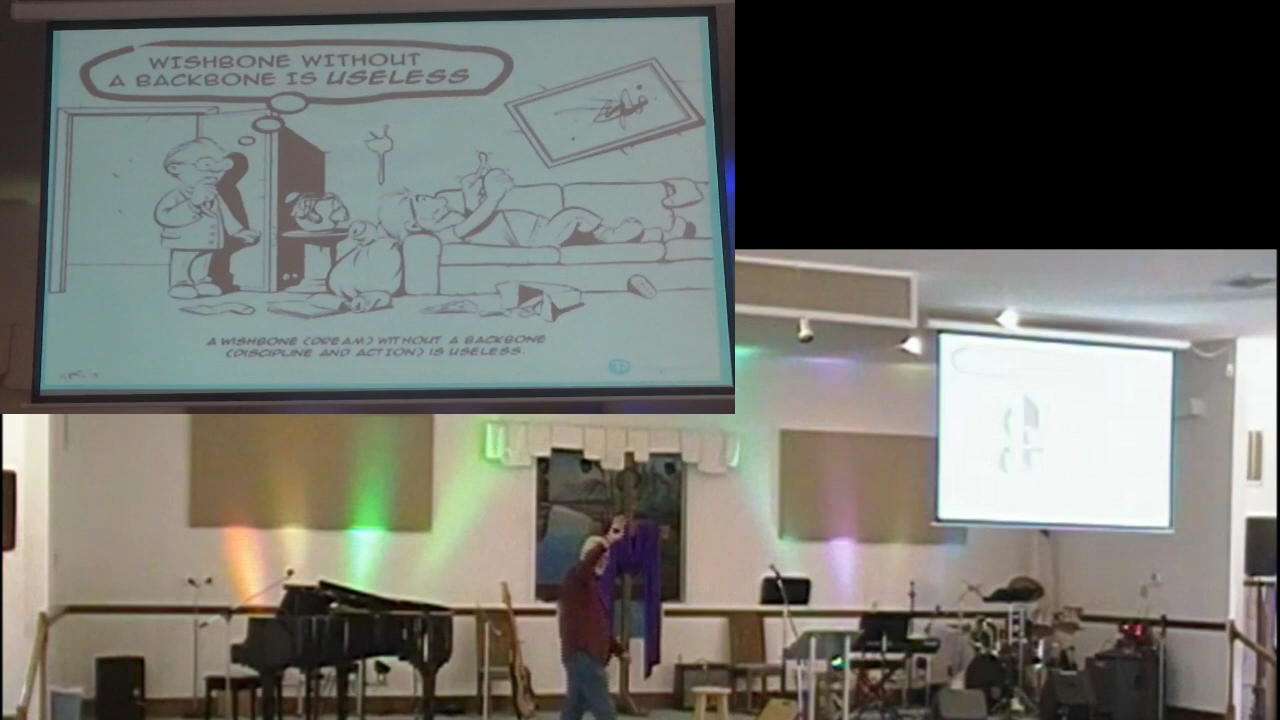 WISHBONE WITHOUT
A BACKBONE IS USELESS
A WISHBONE (DREAM) WITHOUT A BACKBONE
(DISCIPLINE AND ACTION) IS USELESS.